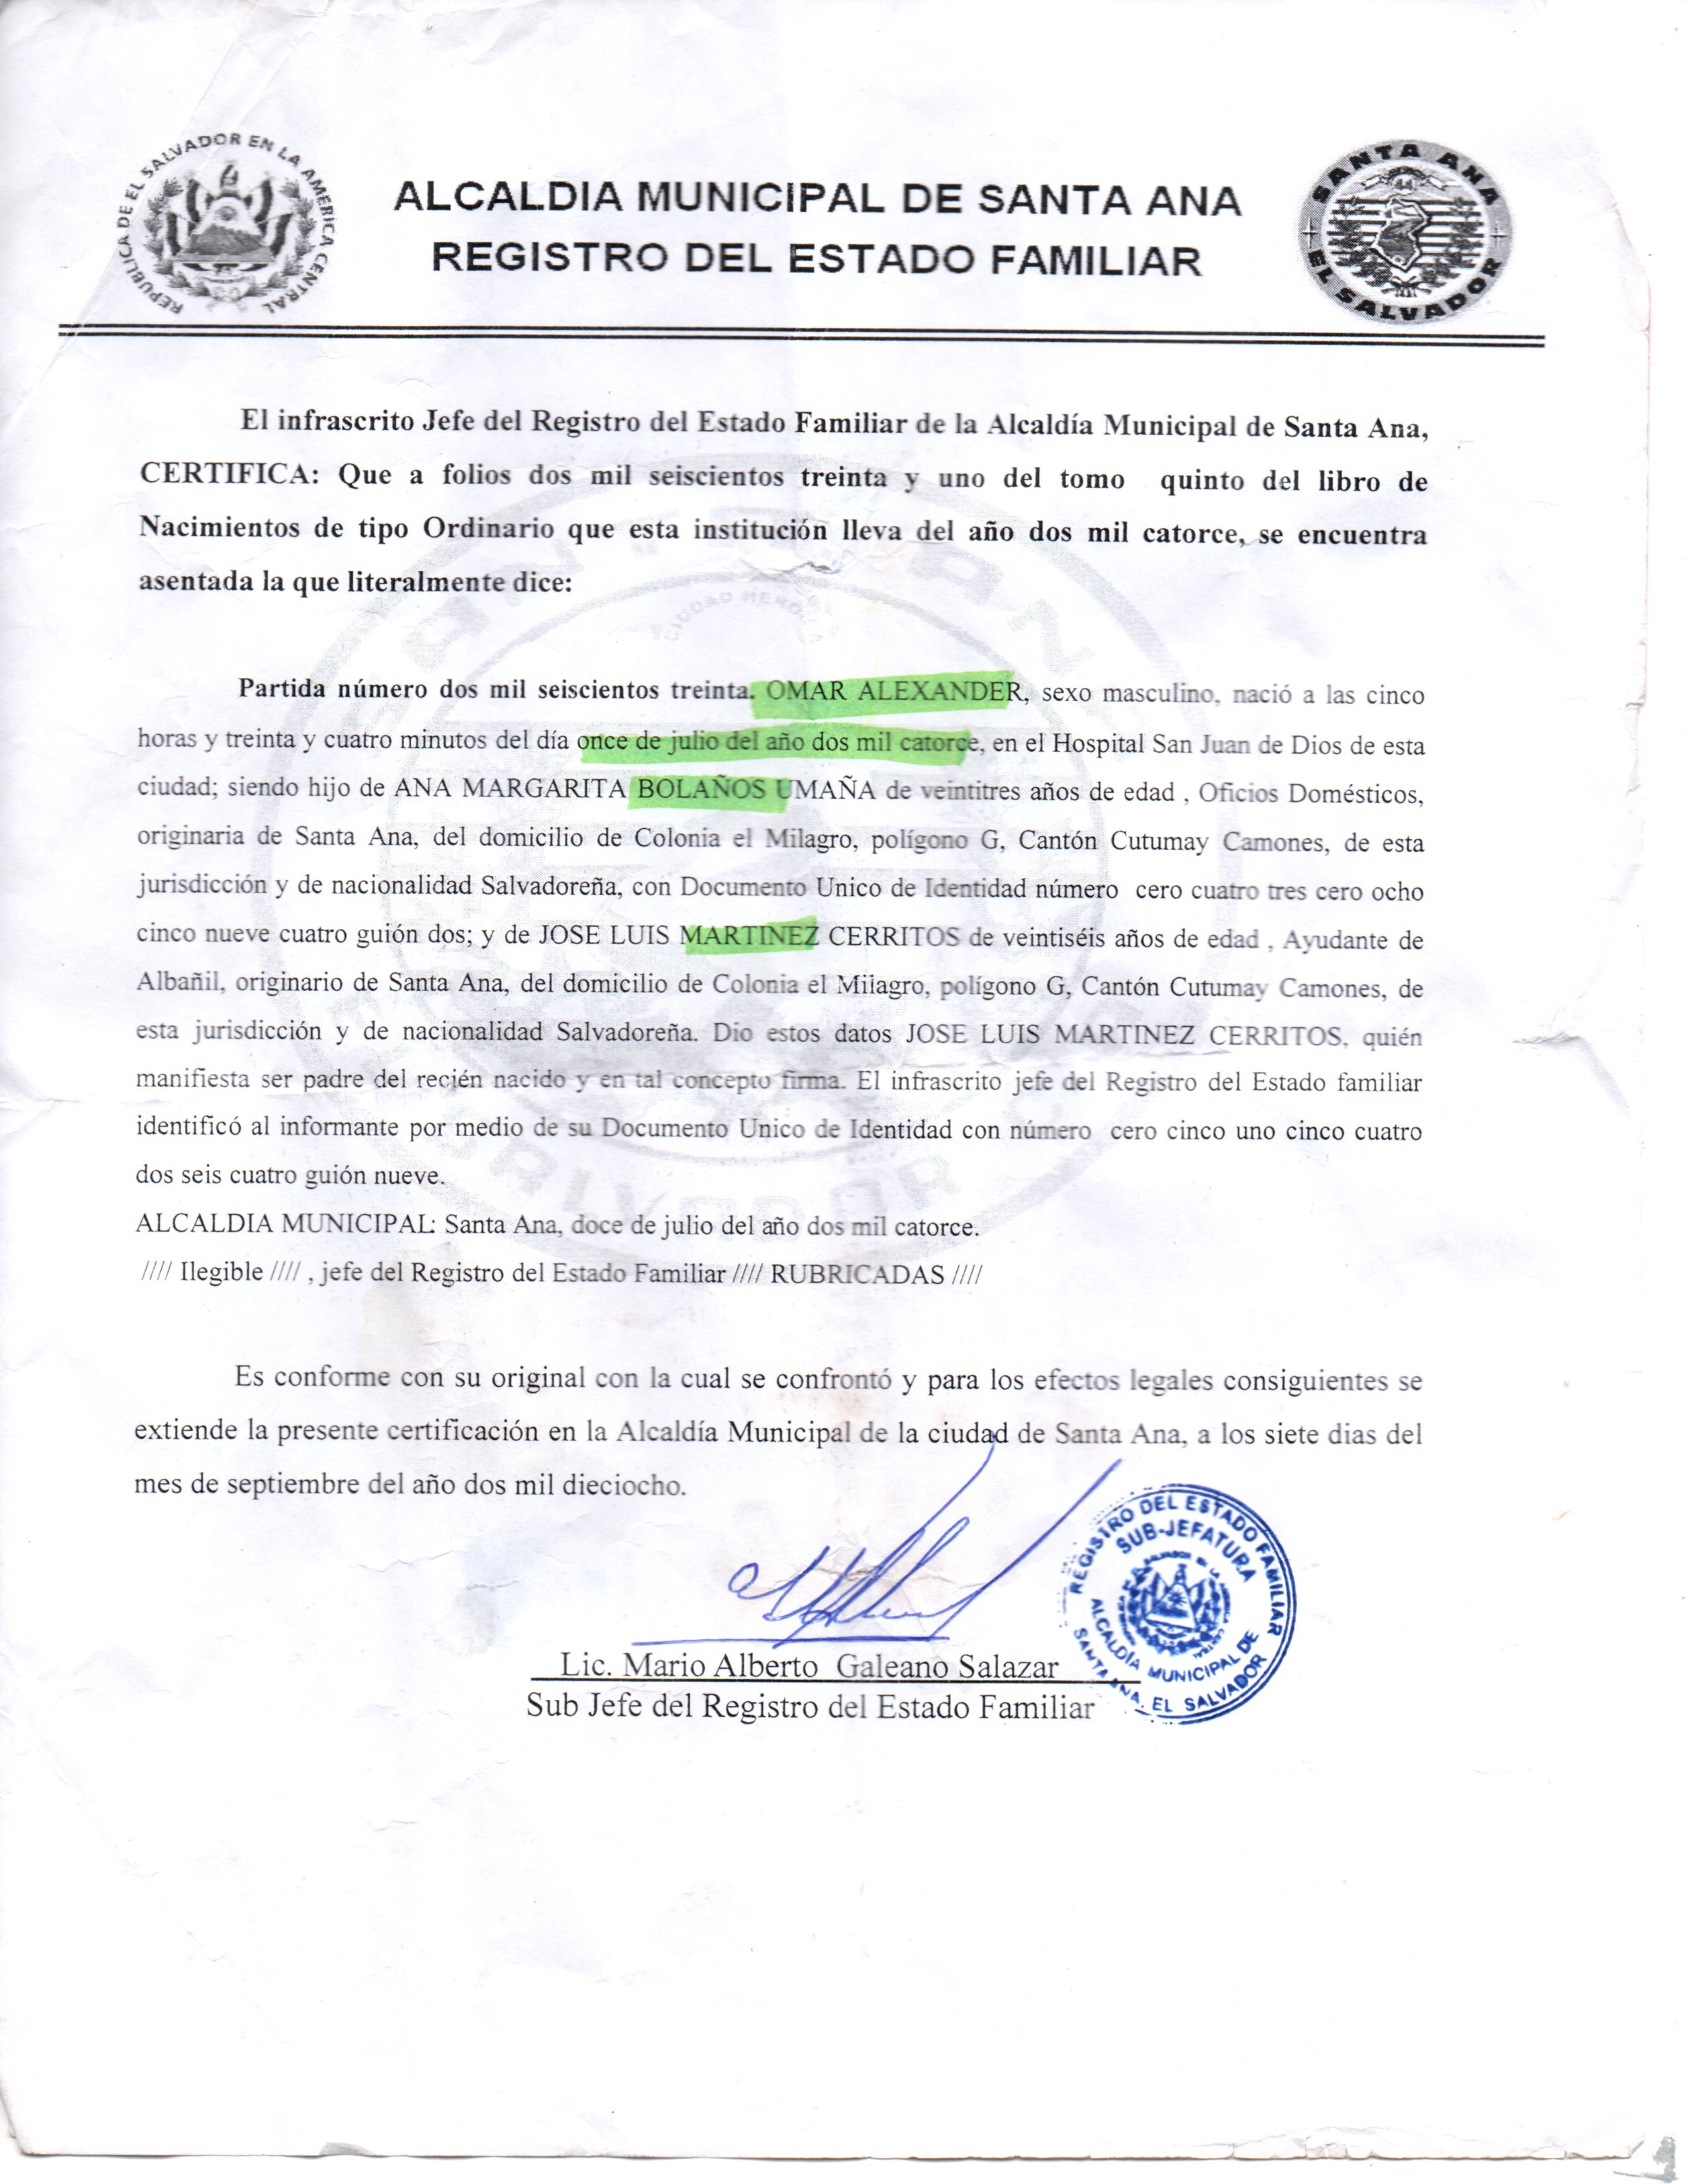 REPUBLICA DE EL SALVADOR EN LA AMERICA CENTRAL
SANTA ANA
EL SALVADOR
ALCALDIA MUNICIPAL DE SANTA ANA
REGISTRO DEL ESTADO FAMILIAR
El infrascrito Jefe del Registro del Estado Familiar de la Alcaldía Municipal de Santa Ana,
CERTIFICA: Que a folios dos mil seiscientos treinta y uno del tomo quinto del libro de
Nacimientos de tipo Ordinario que esta institución lleva del año dos mil catorce, se encuentra
asentada la que literalmente dice:
Partida número dos mil seiscientos treinta. OMAR ALEXANDER, sexo masculino, nació a las cinco
horas y treinta y cuatro minutos del día once de julio del año dos mil catorce, en el Hospital San Juan de Dios de esta
ciudad; siendo hijo de ANA MARGARITA BOLAÑOS UMAÑA de veintitres años de edad , Oficios Domésticos,
originaria de Santa Ana, del domicilio de Colonia el Milagro, polígono G, Cantón Cutumay Camones, de esta
jurisdicción y de nacionalidad Salvadoreña, con Documento Unico de Identidad número cero cuatro tres cero ocho
cinco nueve cuatro guión dos; y de JOSE LUIS MARTINEZ CERRITOS de veintiséis años de edad , Ayudante de
Albañil, originario de Santa Ana, del domicilio de Colonia el Milagro, polígono G, Cantón Cutumay Camones, de
esta jurisdicción y de nacionalidad Salvadoreña. Dio estos datos JOSE LUIS MARTINEZ CERRITOS, quién
manifiesta ser padre del recién nacido y en tal concepto firma. El infrascrito jefe del Registro del Estado familiar
identificó al informante por medio de su Documento Unico de Identidad con número cero cinco uno cinco cuatro
dos seis cuatro guión nueve.
ALCALDIA MUNICIPAL: Santa Ana, doce de julio del año dos mil catorce.
//// Ilegible //// , jefe del Registro del Estado Familiar //// RUBRICADAS ////
Es conforme con su original con la cual se confrontó y para los efectos legales consiguientes se
extiende la presente certificación en la Alcaldía Municipal de la ciudad de Santa Ana, a los siete dias del
mes de septiembre del año dos mil dieciocho.
Lic. Mario Alberto Galeano Salazar
Sub Jefe del Registro del Estado Familiar
REGISTRO DEL ESTADO FAMILIAR
SUB-JEFATURA
ALCALDÍA MUNICIPAL DE
SANTA ANA, EL SALVADOR